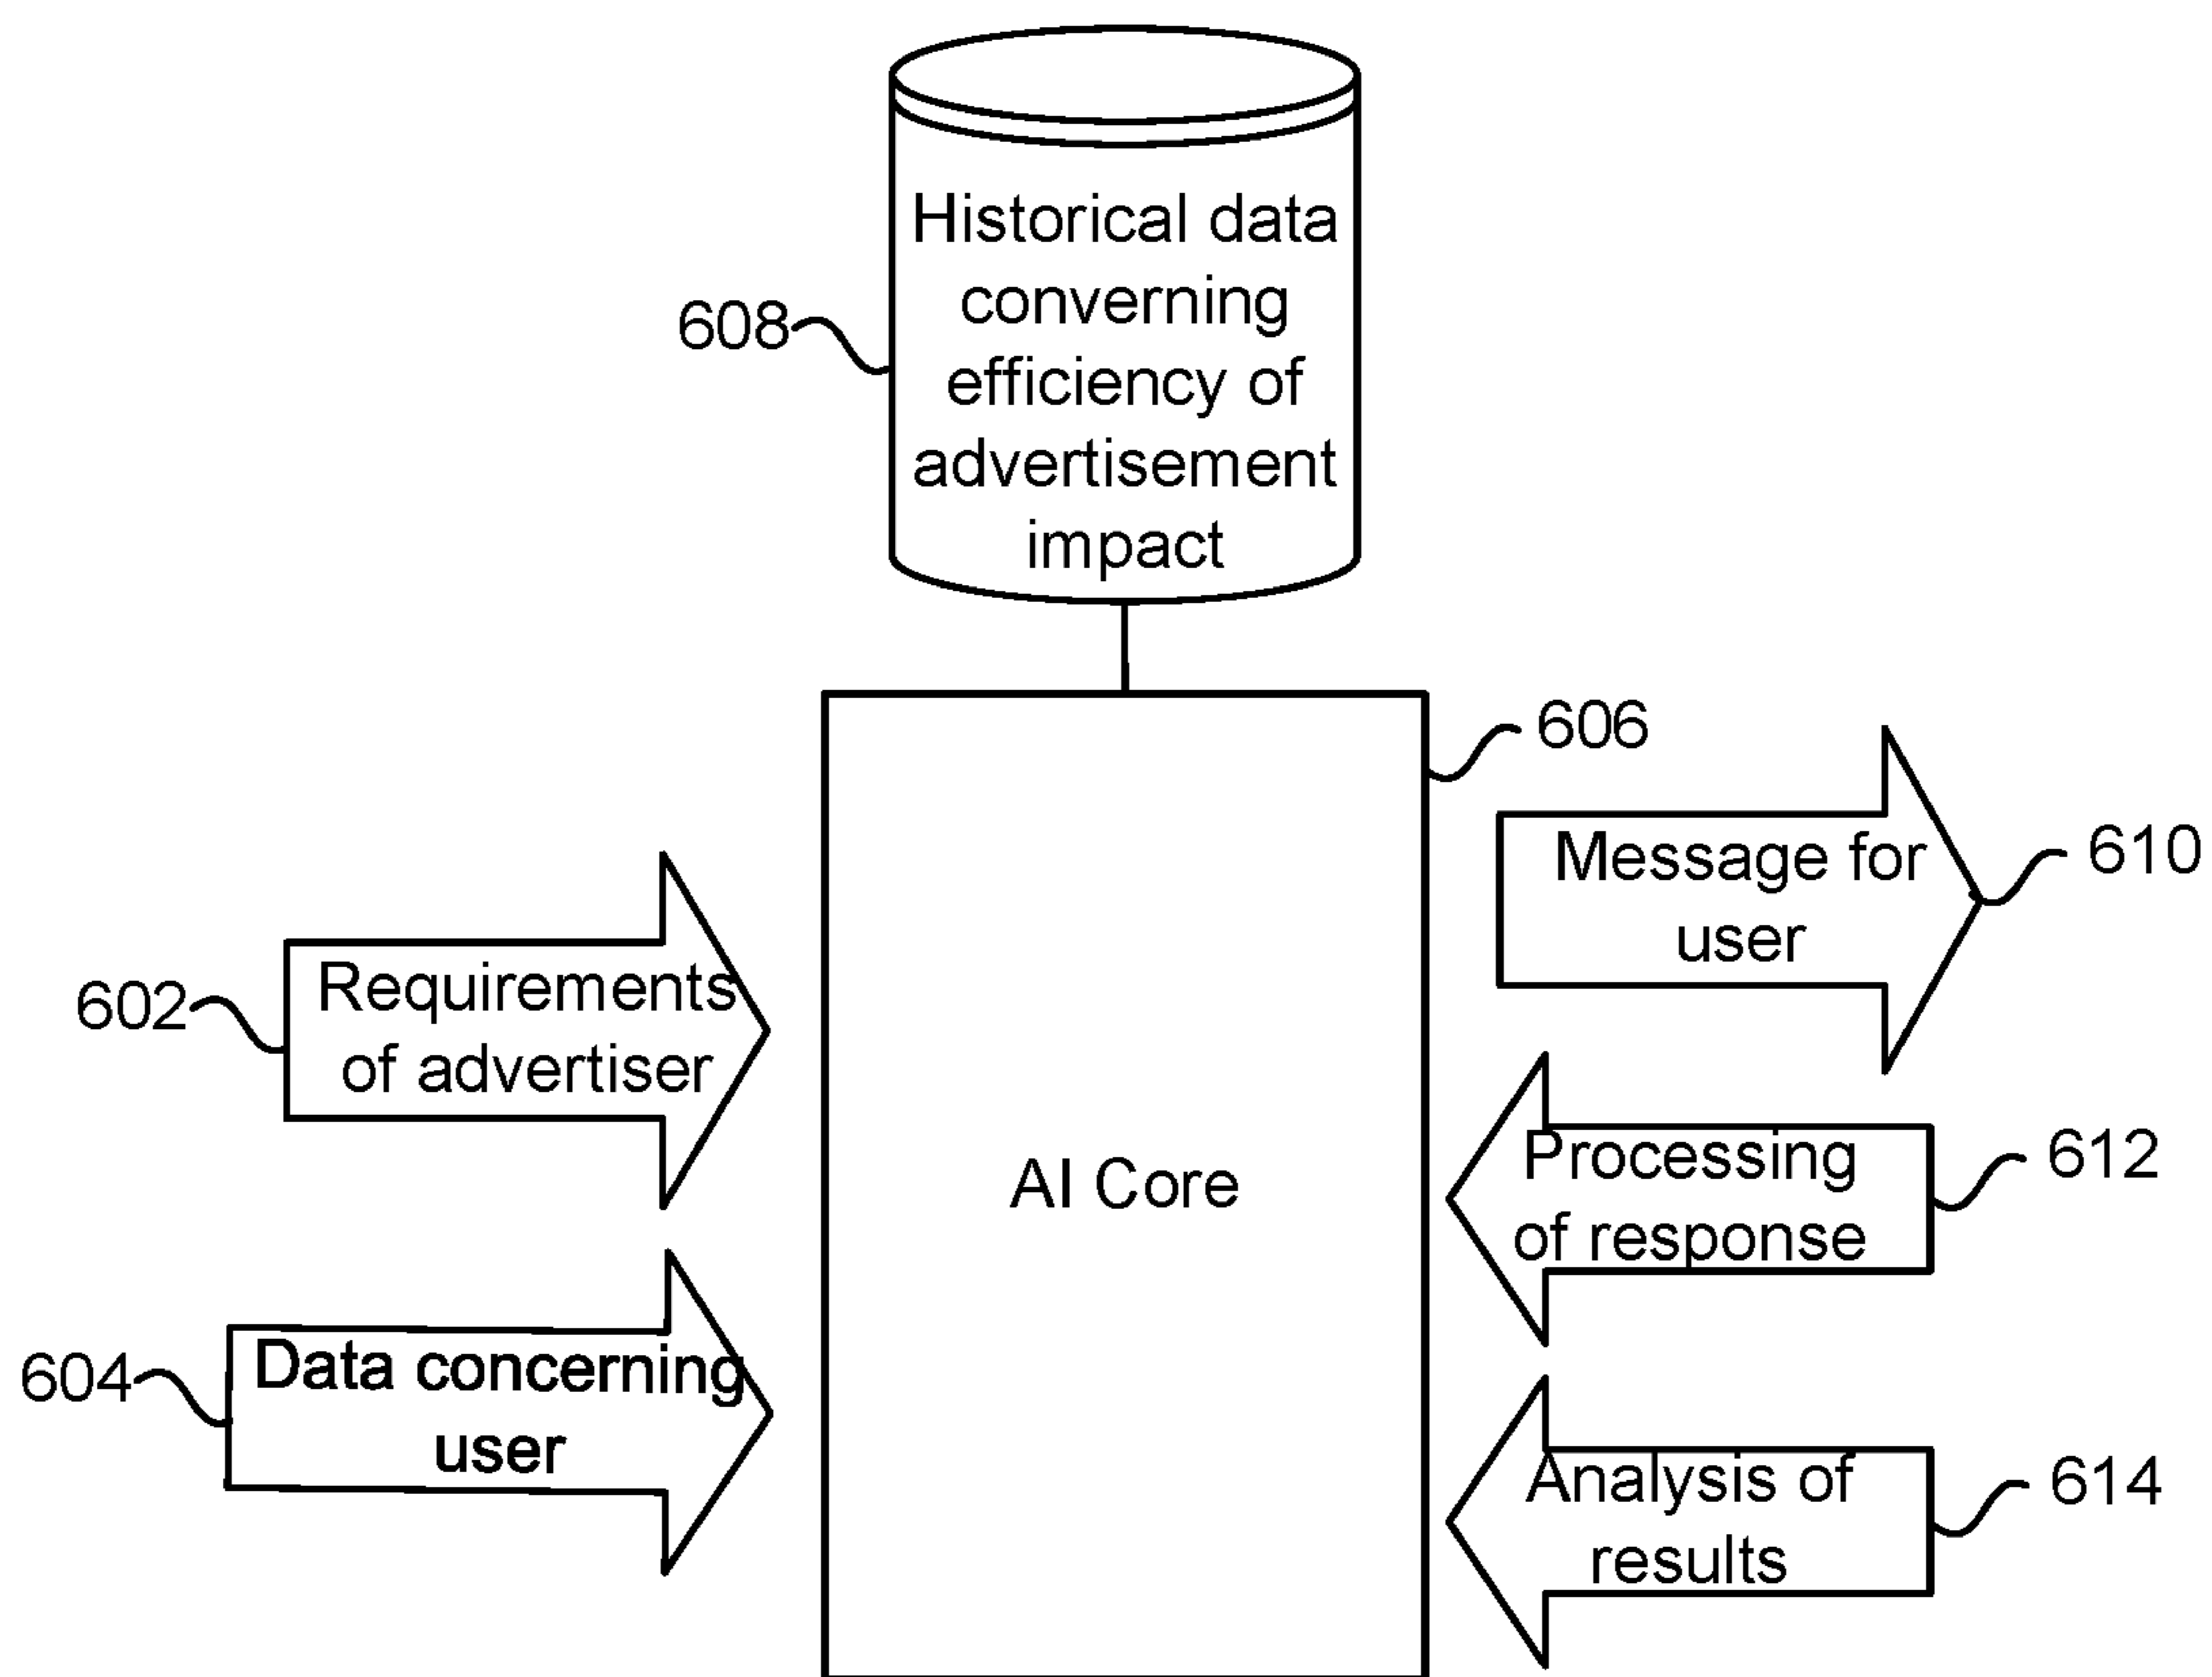 Historical data
converning
efficiency of
advertisement
impact
608
606
Message for
user
610
602
Requirements
of advertiser
AI Core
Processing
of response
612
604
Data concerning
user
Analysis of
results
614